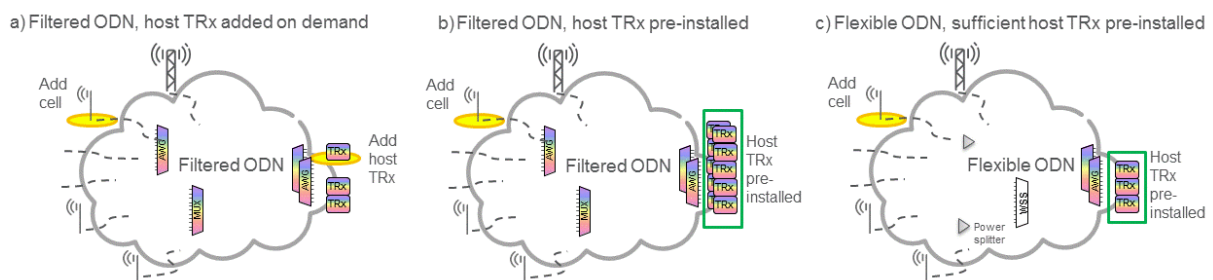 a) Filtered ODN, host TRx added on demand
Add
cell
AWG
Filtered ODN
MUX
AWG
TRx
Add
host
TRx
TRx
TRx
b) Filtered ODN, host TRx pre-installed
Add
cell
AWG
Filtered ODN
MUX
AWG
TRx
TRx
TRx
TRx
TRx
Host
TRx
pre-
installed
c) Flexible ODN, sufficient host TRx pre-installed
Add
cell
Flexible ODN
WSS
Power
splitter
AWG
TRx
TRx
TRx
Host
TRx
pre-
installed